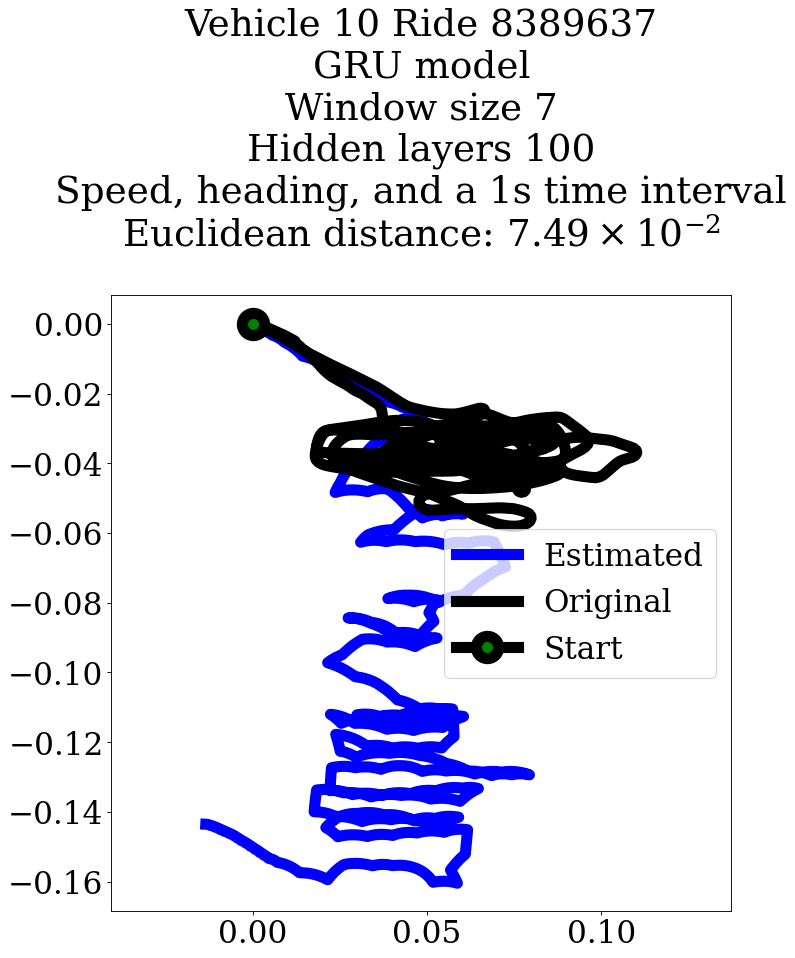 Vehicle 10 Ride 8389637
GRU model
Window size 7
Hidden layers 100
Speed, heading, and a 1s time interval
Euclidean distance: 7.49 × 10⁻²
0.00
−0.02
−0.04
−0.06
−0.08
−0.10
−0.12
−0.14
−0.16
Estimated
Original
Start
0.00 0.05 0.10